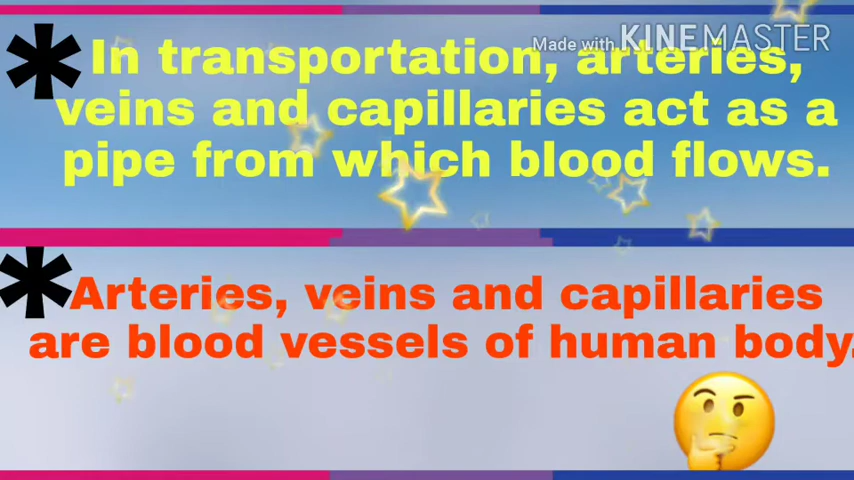 Made with KINEMASTER
* In transportation, arteries,
veins and capillaries act as a
pipe from which blood flows.
* Arteries, veins and capillaries
are blood vessels of human body.